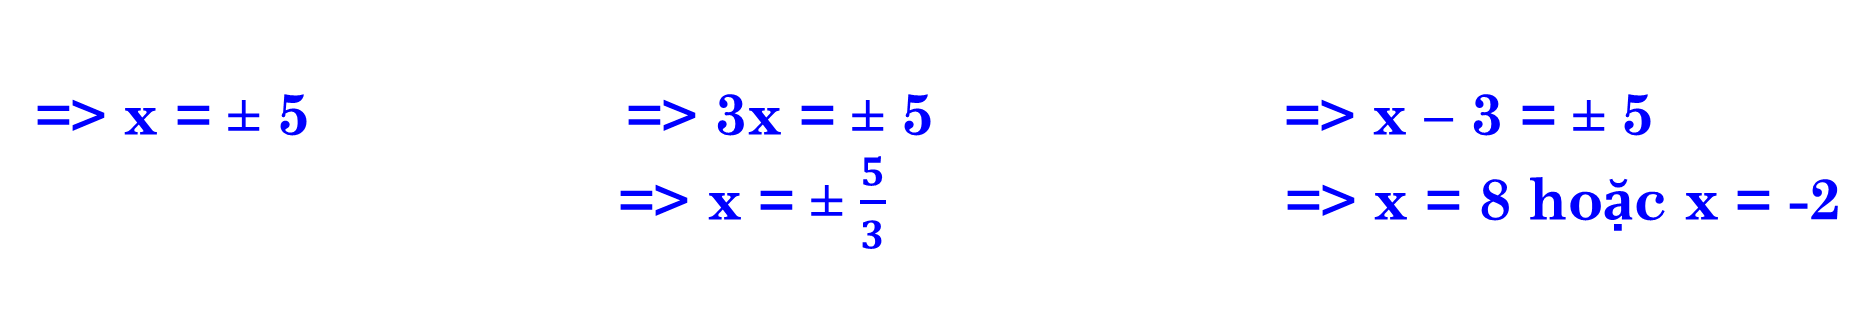 => x = ± 5
=> 3x = ± 5
=> x = ± 5/3
=> x – 3 = ± 5
=> x = 8 hoặc x = -2